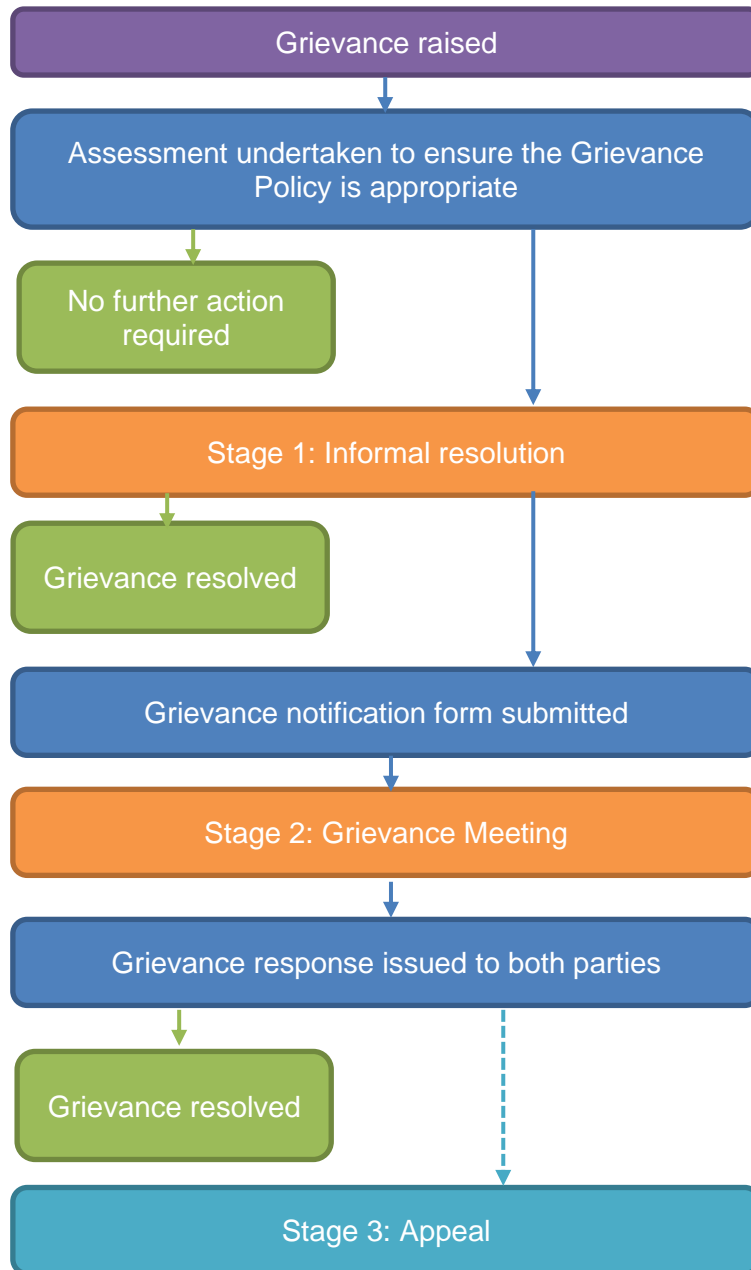 Grievance raised
Assessment undertaken to ensure the Grievance
Policy is appropriate
No further action
required
Stage 1: Informal resolution
Grievance resolved
Grievance notification form submitted
Stage 2: Grievance Meeting
Grievance response issued to both parties
Grievance resolved
Stage 3: Appeal